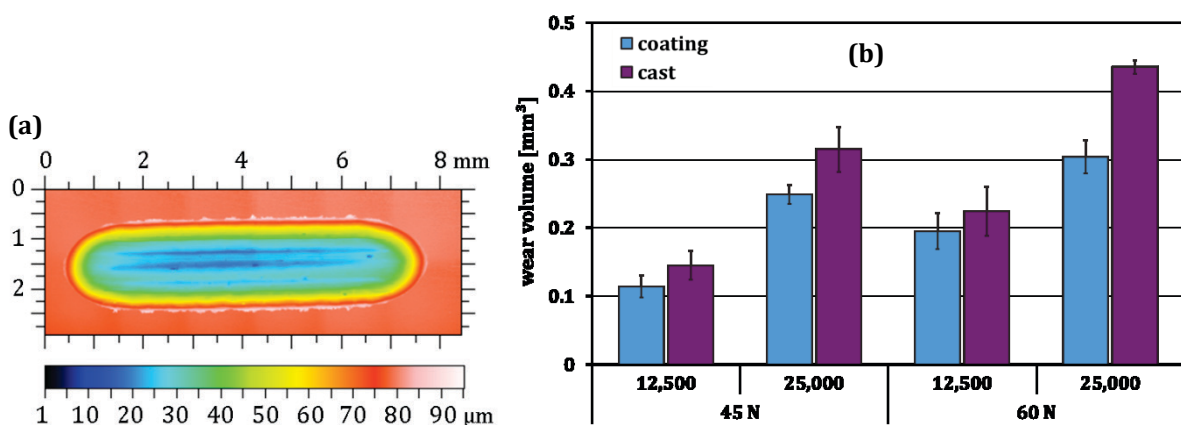 (a)
0 2 4 6 8 mm
0
1
2
1 10 20 30 40 50 60 70 80 90 µm
(b)
coating
cast
wear volume [mm³]
0.5
0.4
0.3
0.2
0.1
0
12,500 25,000 12,500 25,000
45 N 60 N